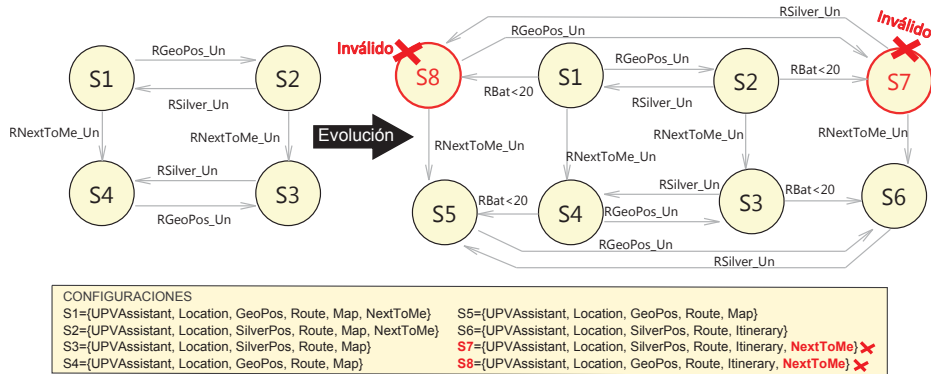 RGeoPos_Un
S1
S2
RSilver_Un
RNextToMe_Un
RNextToMe_Un
RSilver_Un
S4
S3
RGeoPos_Un
Evolución
RSilver_Un
Inválido
RGeoPos_Un
Inválido
S8
S1
RGeoPos_Un
S2
S7
RBat<20
RBat<20
RSilver_Un
RNextToMe_Un
RNextToMe_Un
RNextToMe_Un
RNextToMe_Un
RSilver_Un
RBat<20
RBat<20
S5
S4
S3
S6
RGeoPos_Un
RGeoPos_Un
RSilver_Un
CONFIGURACIONES
S1={UPVAssistant, Location, GeoPos, Route, Map, NextToMe}
S2={UPVAssistant, Location, SilverPos, Route, Map, NextToMe}
S3={UPVAssistant, Location, SilverPos, Route, Map}
S4={UPVAssistant, Location, GeoPos, Route, Map}
S5={UPVAssistant, Location, GeoPos, Route, Map}
S6={UPVAssistant, Location, SilverPos, Route, Itinerary}
S7={UPVAssistant, Location, SilverPos, Route, Itinerary, NextToMe}
S8={UPVAssistant, Location, GeoPos, Route, Itinerary, NextToMe}